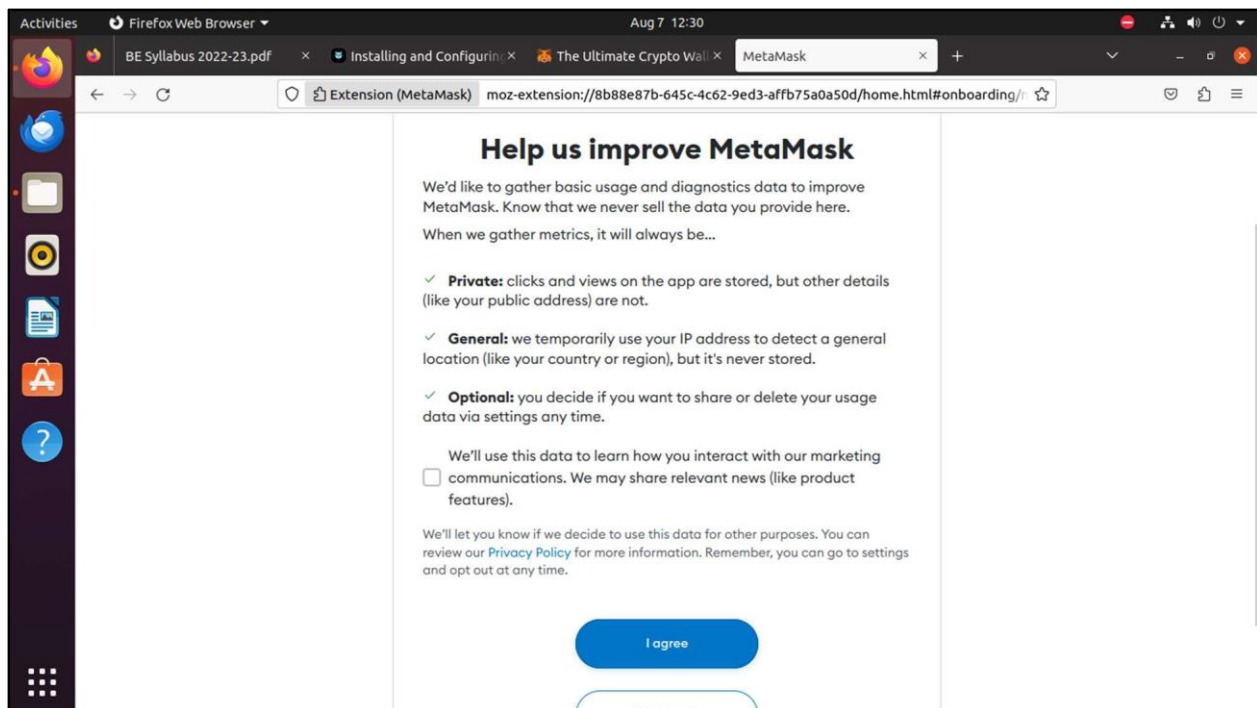 Activities
Firefox Web Browser
Aug 7 12:30
BE Syllabus 2022-23.pdf
Installing and Configuring
The Ultimate Crypto Wall
MetaMask
Extension (MetaMask)
moz-extension://8b88e87b-645c-4c62-9ed3-affb75a0a50d/home.html#onboarding/
Help us improve MetaMask
We'd like to gather basic usage and diagnostics data to improve
MetaMask. Know that we never sell the data you provide here.
When we gather metrics, it will always be...
Private: clicks and views on the app are stored, but other details
(like your public address) are not.
General: we temporarily use your IP address to detect a general
location (like your country or region), but it's never stored.
Optional: you decide if you want to share or delete your usage
data via settings any time.
We'll use this data to learn how you interact with our marketing
communications. We may share relevant news (like product
features).
We'll let you know if we decide to use this data for other purposes. You can
review our Privacy Policy for more information. Remember, you can go to settings
and opt out at any time.
I agree